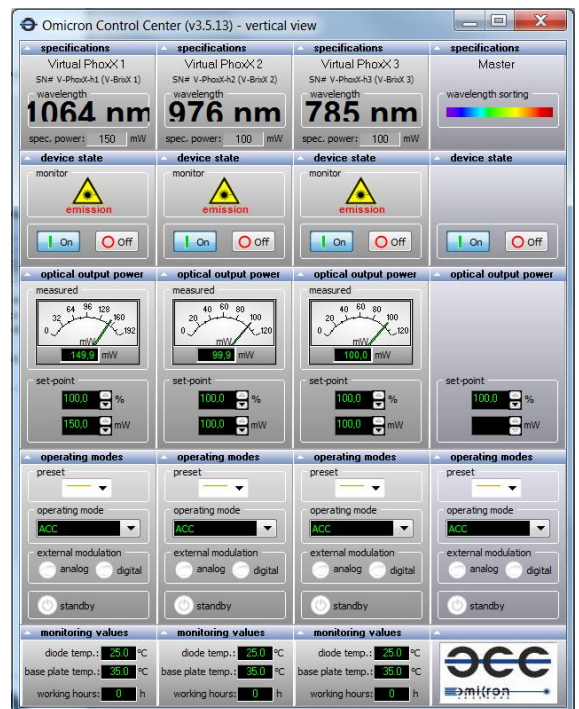 Omicron Control Center (v3.5.13) - vertical view
specifications specifications specifications specifications
Virtual PhoxX 1 Virtual PhoxX 2 Virtual PhoxX 3 Master
SN# V-PhoxX-h1 (V-BrixX 1) SN# V-PhoxX-h2 (V-BrixX 2) SN# V-PhoxX-h3 (V-BrixX 3)
wavelength wavelength wavelength wavelength sorting
1064 nm 976 nm 785 nm
spec. power: 150 mW spec. power: 100 mW spec. power: 100 mW
device state device state device state device state
monitor monitor monitor
emission emission emission
On Off On Off On Off On Off
optical output power optical output power optical output power optical output power
measured measured measured
32 64 96 128 160 20 40 60 80 100 20 40 60 80 100
0 192 0 120 0 120
mW mW mW
149,9 mW 99,9 mW 100,0 mW
set-point set-point set-point set-point
100,0 % 100,0 % 100,0 % 100,0 %
150,0 mW 100,0 mW 100,0 mW mW
operating modes operating modes operating modes operating modes
preset preset preset preset
operating mode operating mode operating mode operating mode
ACC ACC ACC ACC
external modulation external modulation external modulation external modulation
analog digital analog digital analog digital analog digital
standby standby standby standby
monitoring values monitoring values monitoring values
diode temp.: 25.0 °C diode temp.: 25.0 °C diode temp.: 25.0 °C
base plate temp.: 35.0 °C base plate temp.: 35.0 °C base plate temp.: 35.0 °C
working hours: 0 h working hours: 0 h working hours: 0 h
occ
omicron